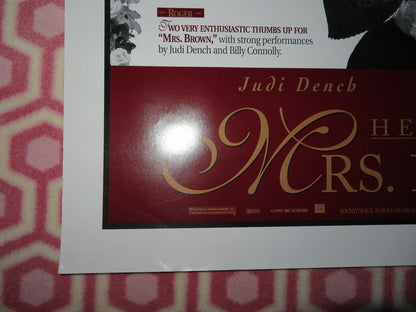 ROGER
TWO VERY ENTHUSIASTIC THUMBS UP FOR
“MRS. BROWN,” with strong performances
by Judi Dench and Billy Connolly.
Judi Dench
HE
MRS.
SOUNDTRACK ALBUM ON